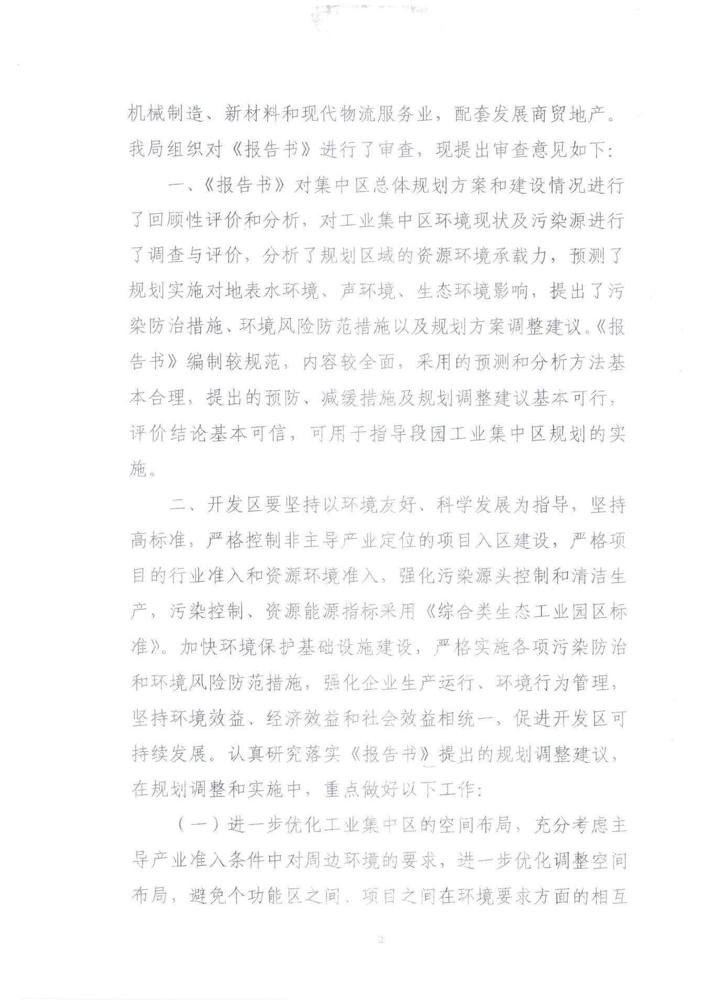 机械制造、新材料和现代物流服务业，配套发展商贸地产。
我局组织对《报告书》进行了审查，现提出审查意见如下：
一、《报告书》对集中区总体规划方案和建设情况进行
了回顾性评价和分析，对工业集中区环境现状及污染源进行
了调查与评价，分析了规划区域的资源环境承载力，预测了
规划实施对地表水环境、声环境、生态环境影响，提出了污
染防治措施、环境风险防范措施以及规划方案调整建议。《报
告书》编制较规范，内容较全面，采用的预测和分析方法基
本合理，提出的预防、减缓措施及规划调整建议基本可行，
评价结论基本可信，可用于指导段园工业集中区规划的实
施。
二、开发区要坚持以环境友好、科学发展为指导，坚持
高标准，严格控制非主导产业定位的项目入区建设，严格项
目的行业准入和资源环境准入，强化污染源头控制和清洁生
产，污染控制、资源能源指标采用《综合类生态工业园区标
准》。加快环境保护基础设施建设，严格实施各项污染防治
和环境风险防范措施，强化企业生产运行、环境行为管理，
坚持环境效益、经济效益和社会效益相统一，促进开发区可
持续发展。认真研究落实《报告书》提出的规划调整建议，
在规划调整和实施中，重点做好以下工作：
（一）进一步优化工业集中区的空间布局，充分考虑主
导产业准入条件中对周边环境的要求，进一步优化调整空间
布局，避免个功能区之间、项目之间在环境要求方面的相互
2